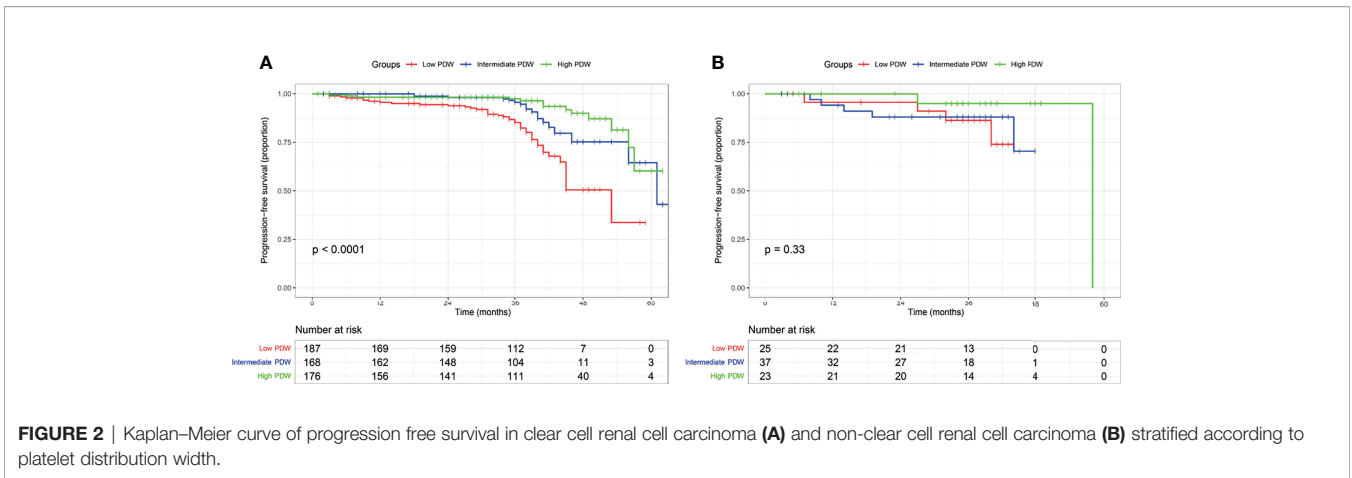 A
Groups Low PDW Intermediate PDW High PDW
1.00
0.75
0.50
0.25
0.00
Progression-free survival (proportion)
p < 0.0001
0 12 24 36 48 60
Time (months)
Number at risk
Low PDW 187 169 159 112 7 0
Intermediate PDW 168 162 148 104 11 3
High PDW 176 156 141 111 40 4
B
Groups Low PDW Intermediate PDW High FDW
1.00
0.75
0.50
0.25
0.00
Progression-free survival (proportion)
p = 0.33
0 12 24 36 48 60
Time (months)
Number at risk
Low PDW 25 22 21 13 0 0
Intermediate PDW 37 32 27 18 1 0
High PDW 23 21 20 14 4 0
FIGURE 2 | Kaplan–Meier curve of progression free survival in clear cell renal cell carcinoma (A) and non-clear cell renal cell carcinoma (B) stratified according to
platelet distribution width.